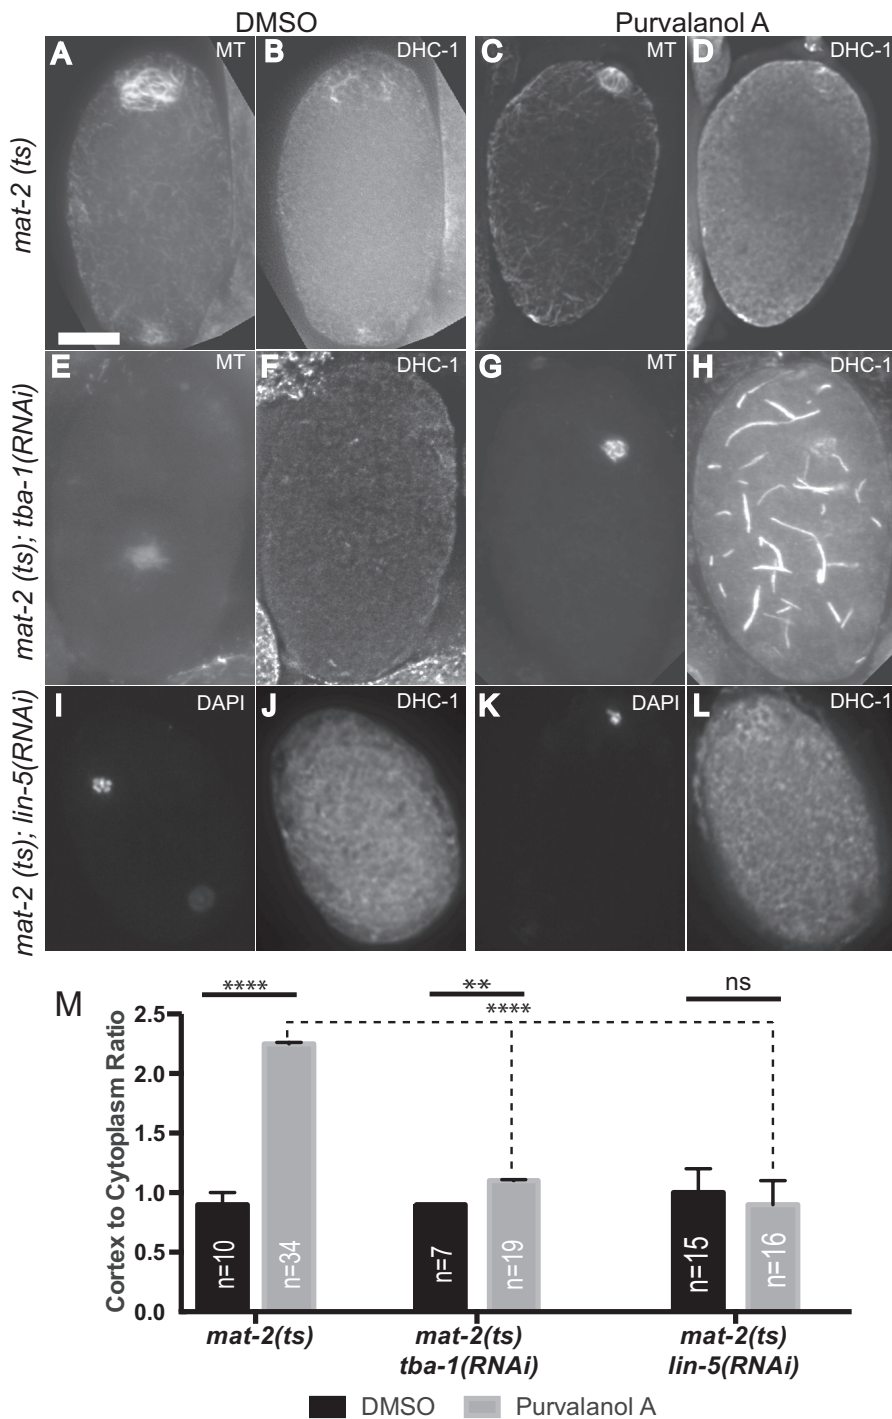 DMSO Purvalanol A
A MT B DHC-1 C MT D DHC-1
mat-2 (ts)
E MT F DHC-1 G MT H DHC-1
mat-2 (ts); tba-1(RNAi)
I DAPI J DHC-1 K DAPI L DHC-1
mat-2 (ts); lin-5(RNAi)
M
**** ** ns
****
Cortex to Cytoplasm Ratio
2.5
2.0
1.5
1.0
0.5
0.0
n=10 n=34 n=7 n=19 n=15 n=16
mat-2(ts) mat-2(ts) mat-2(ts)
tba-1(RNAi) lin-5(RNAi)
DMSO Purvalanol A